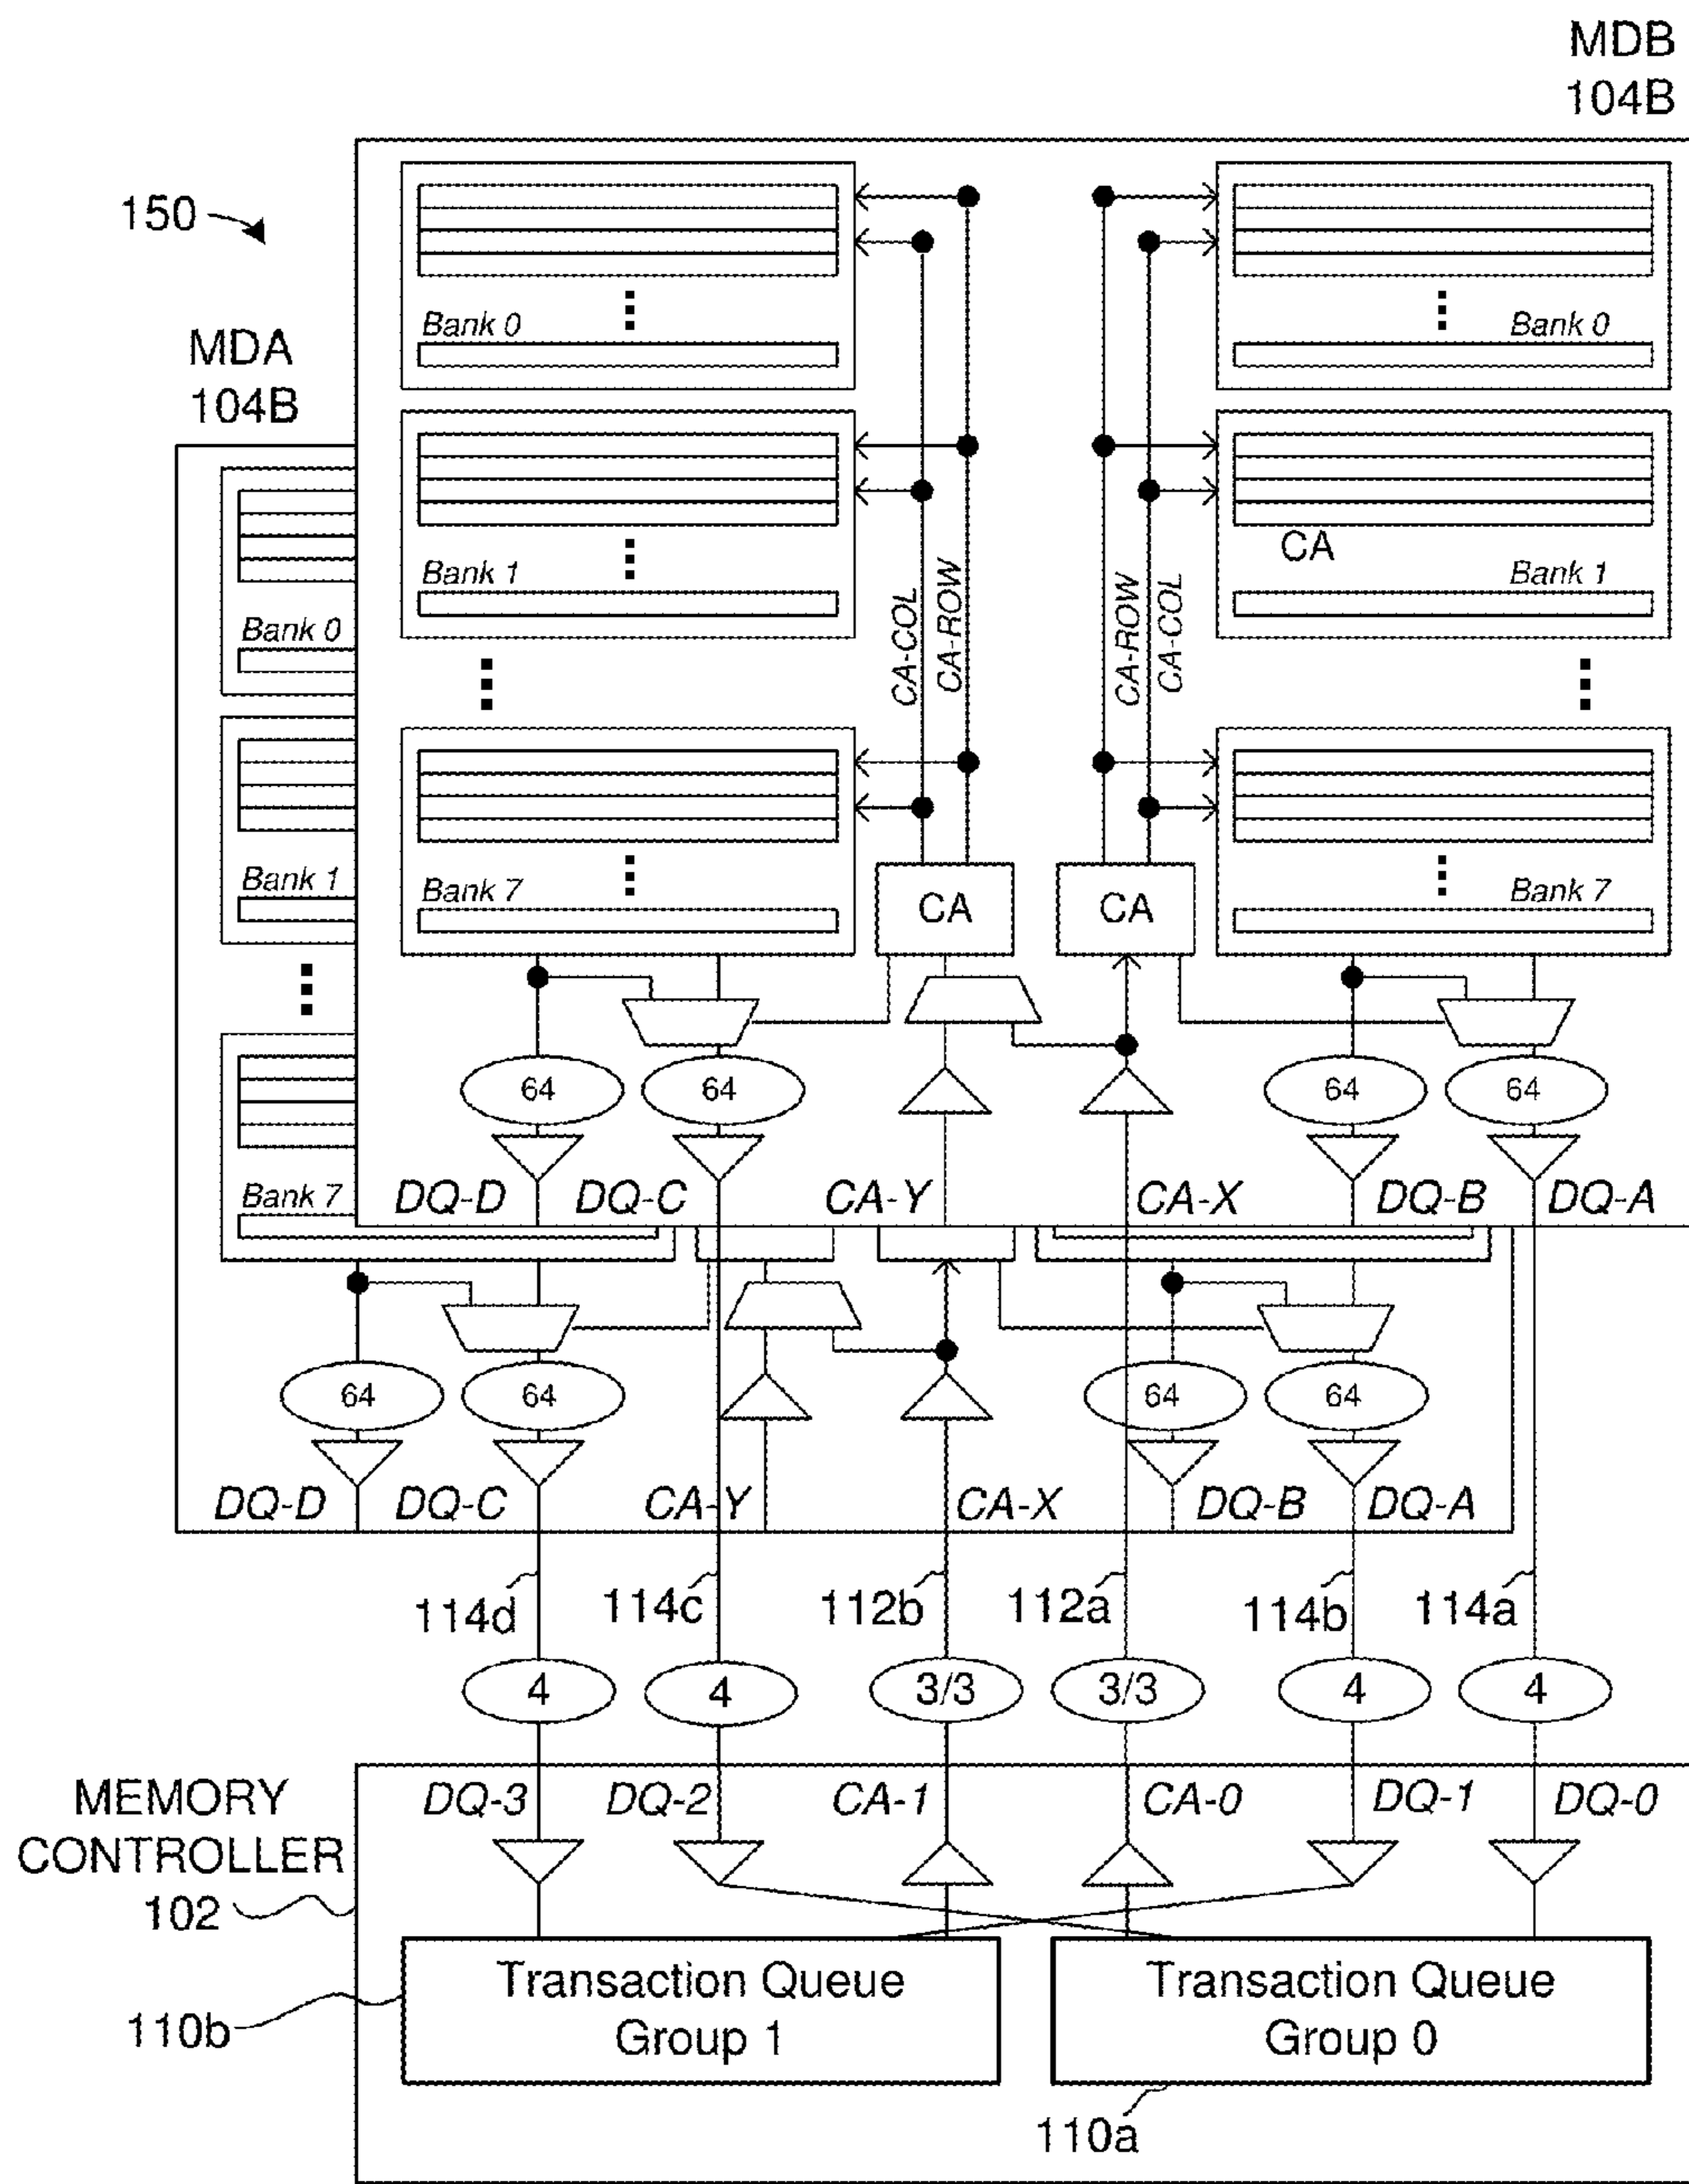 MDB
104B
150
MDA
104B
Bank 0
Bank 0
Bank 1
CA
Bank 1
CA-COL
CA-ROW
CA-ROW
CA-COL
Bank 0
Bank 1
Bank 7
CA
CA
Bank 7
64
64
64
64
Bank 7
DQ-D
DQ-C
CA-Y
CA-X
DQ-B
DQ-A
64
64
64
64
DQ-D
DQ-C
CA-Y
CA-X
DQ-B
DQ-A
114d
114c
112b
112a
114b
114a
4
4
3/3
3/3
4
4
MEMORY
CONTROLLER
102
DQ-3
DQ-2
CA-1
CA-0
DQ-1
DQ-0
Transaction Queue
Group 1
Transaction Queue
Group 0
110b
110a